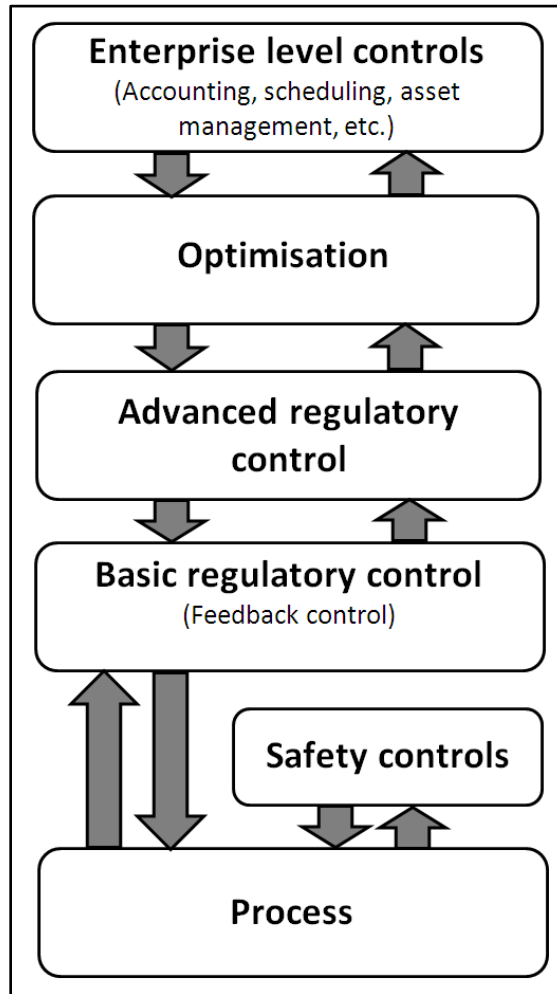 Enterprise level controls
(Accounting, scheduling, asset
management, etc.)
Optimisation
Advanced regulatory
control
Basic regulatory control
(Feedback control)
Safety controls
Process